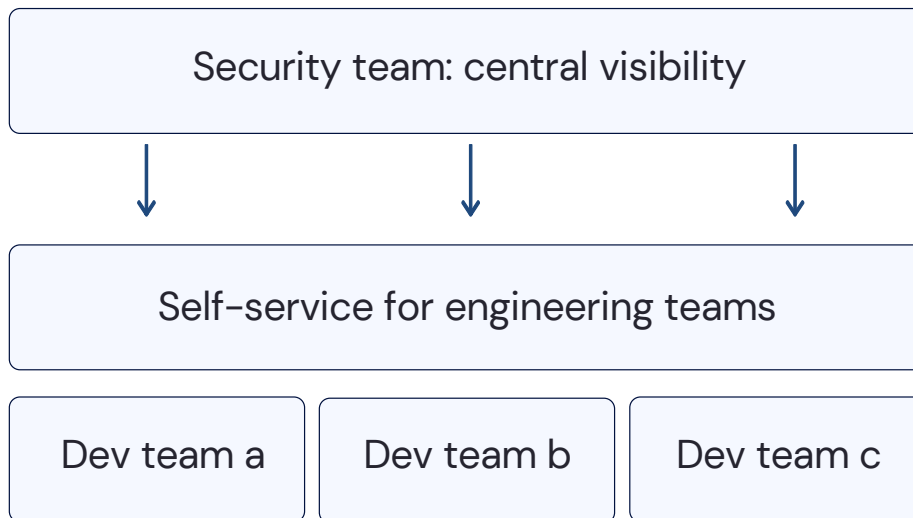 Security team: central visibility
Self-service for engineering teams
Dev team a
Dev team b
Dev team c